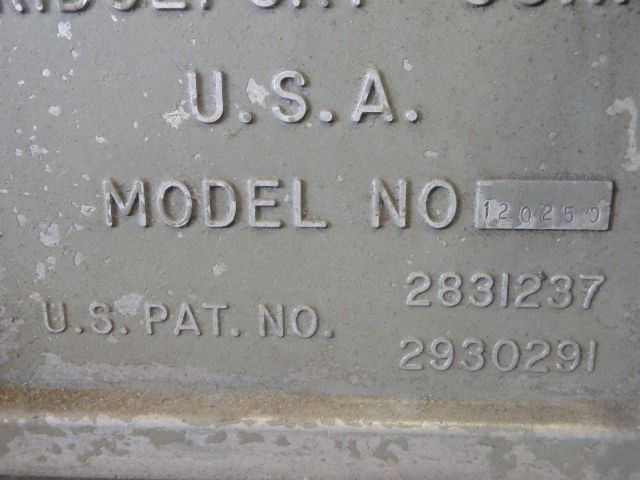 U.S.A.
MODEL NO 120250
U.S. PAT. NO. 2831237
2930291